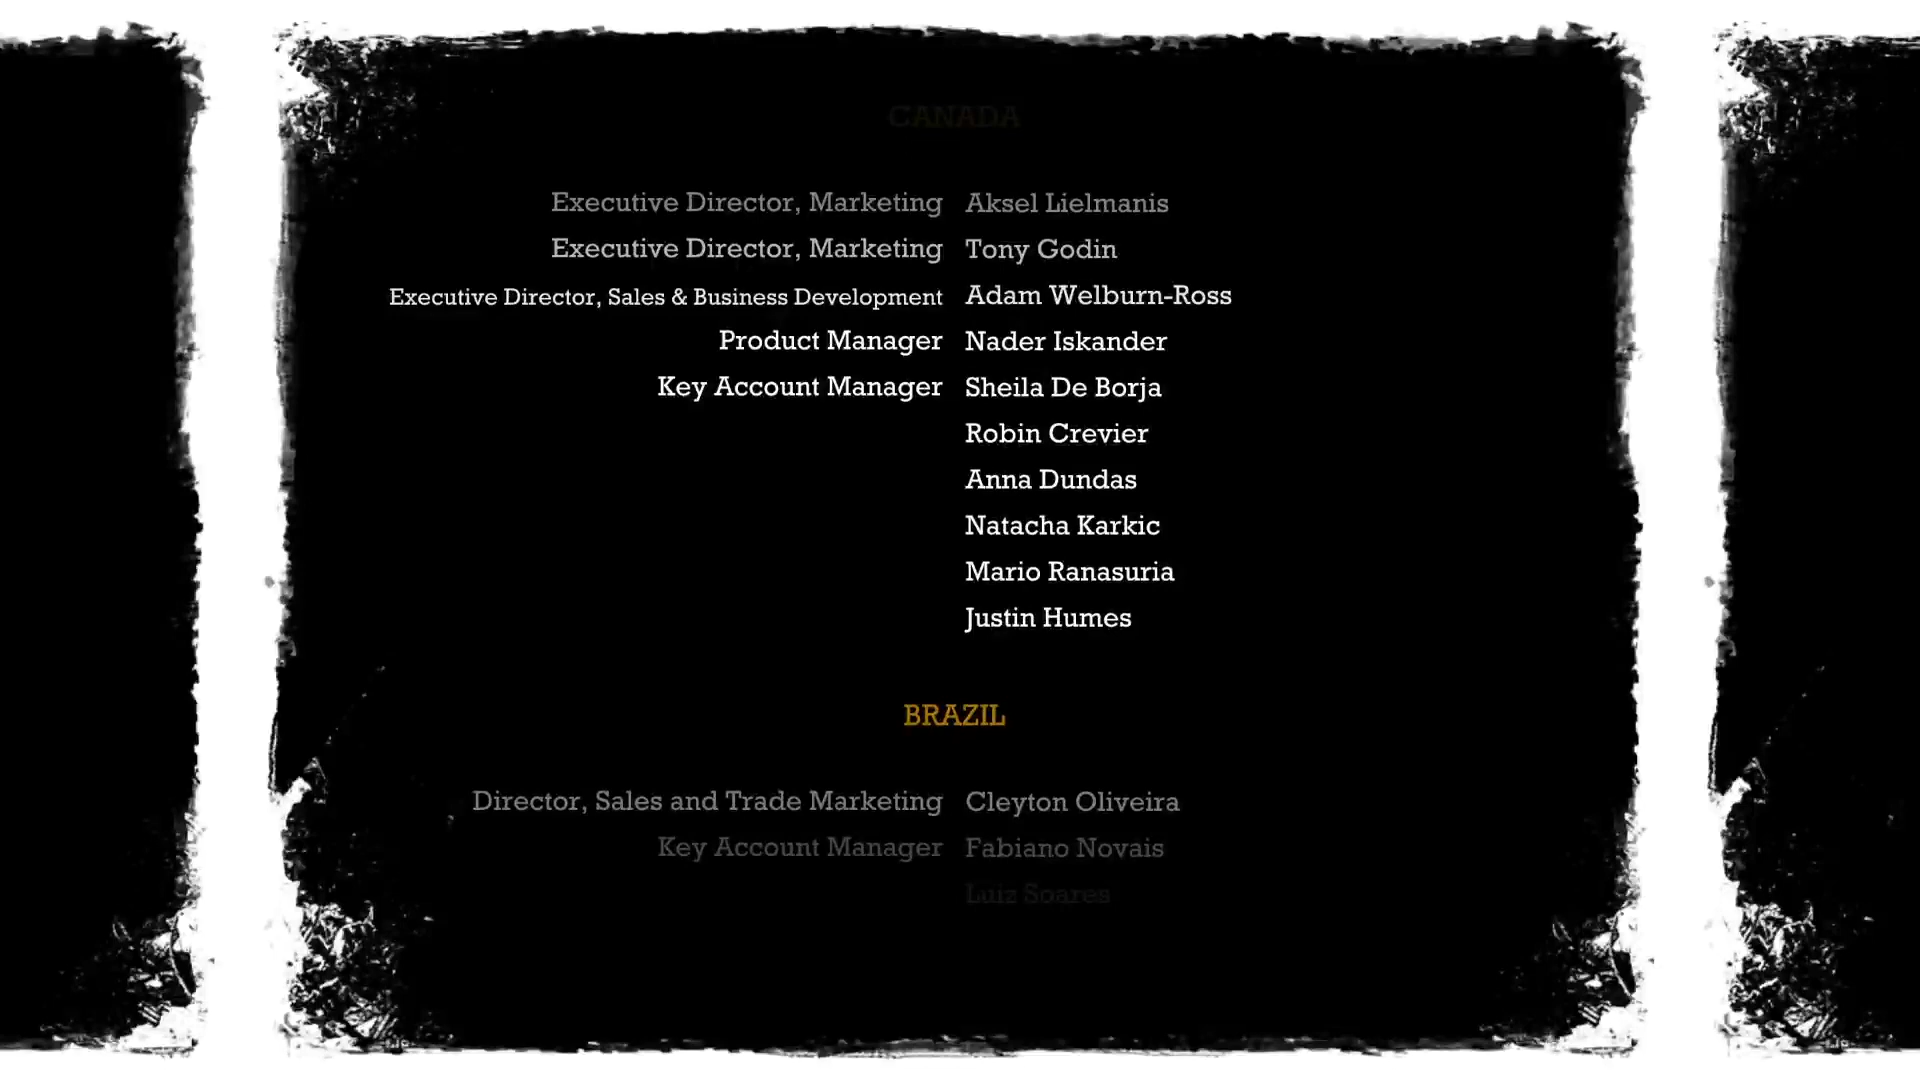 CANADA
Executive Director, Marketing Aksel Lielmanis
Executive Director, Marketing Tony Godin
Executive Director, Sales & Business Development Adam Welburn-Ross
Product Manager Nader Iskander
Key Account Manager Sheila De Borja
Robin Crevier
Anna Dundas
Natacha Karkic
Mario Ranasuria
Justin Humes
BRAZIL
Director, Sales and Trade Marketing Cleyton Oliveira
Key Account Manager Fabiano Novais
Luiz Soares